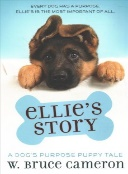 EVERY DOG HAS A PURPOSE.
ELLIE'S IS THE MOST IMPORTANT OF ALL.
ELLIE'S
STORY
A DOG'S PURPOSE PUPPY TALE
W. BRUCE CAMERON